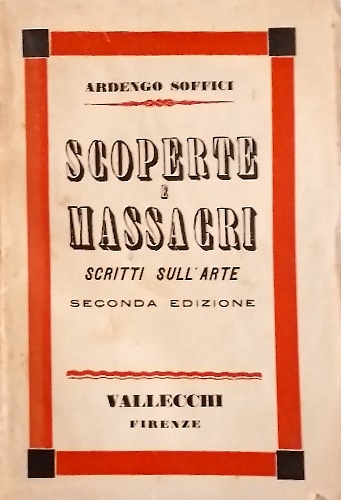 ARDENGO SOFFICI
SCOPERTE
E
MASSACRI
SCRITTI SULL'ARTE
SECONDA EDIZIONE
VALLECCHI
FIRENZE